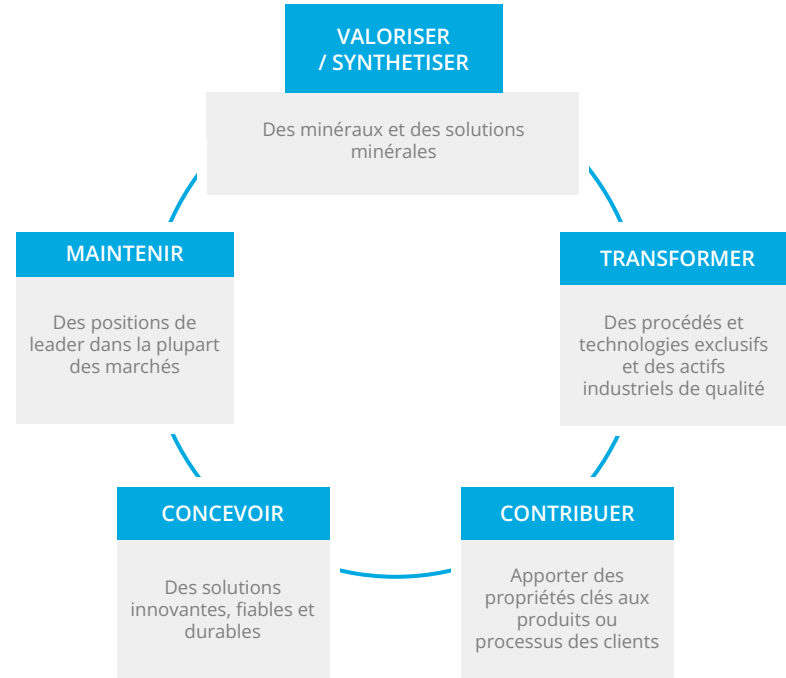 VALORISER
/ SYNTHETISER
Des minéraux et des solutions
minérales
TRANSFORMER
Des procédés et
technologies exclusifs
et des actifs
industriels de qualité
CONTRIBUER
Apporter des
propriétés clés aux
produits ou
processus des clients
CONCEVOIR
Des solutions
innovantes, fiables et
durables
MAINTENIR
Des positions de
leader dans la plupart
des marchés